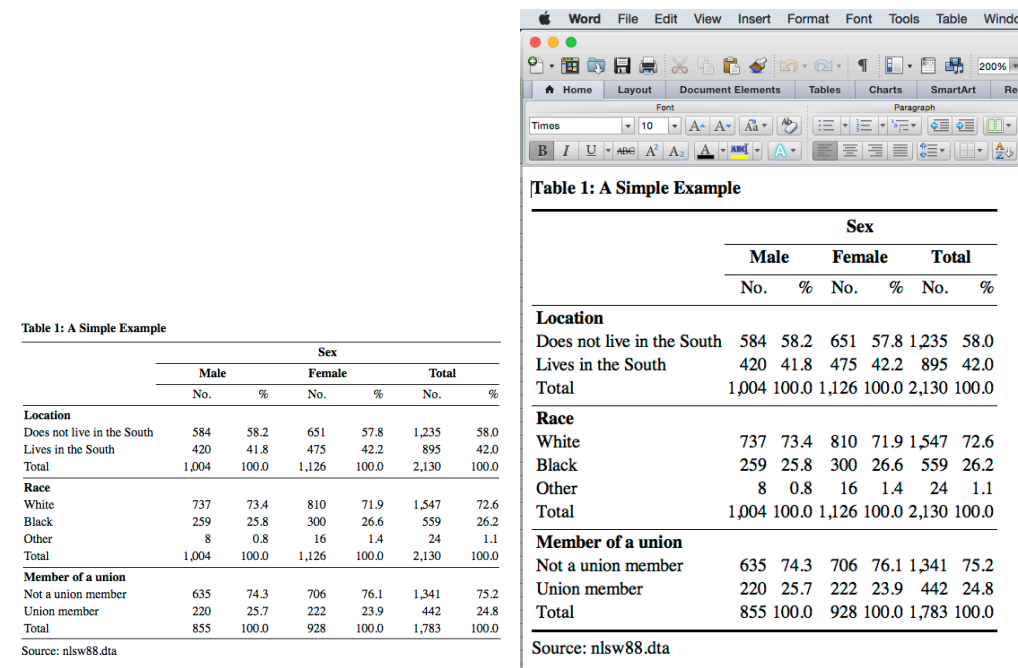 Table 1: A Simple Example
Sex
Male Female Total
No. % No. % No. %
Location
Does not live in the South 584 58.2 651 57.8 1,235 58.0
Lives in the South 420 41.8 475 42.2 895 42.0
Total 1,004 100.0 1,126 100.0 2,130 100.0
Race
White 737 73.4 810 71.9 1,547 72.6
Black 259 25.8 300 26.6 559 26.2
Other 8 0.8 16 1.4 24 1.1
Total 1,004 100.0 1,126 100.0 2,130 100.0
Member of a union
Not a union member 635 74.3 706 76.1 1,341 75.2
Union member 220 25.7 222 23.9 442 24.8
Total 855 100.0 928 100.0 1,783 100.0
Source: nlsw88.dta
Word File Edit View Insert Format Font Tools Table Windo
200%
Home Layout Document Elements Tables Charts SmartArt Re
Font Paragraph
Times 10 A A Aa Ab
B I U ABC A2 A2 A ABC A
Table 1: A Simple Example
Sex
Male Female Total
No. % No. % No. %
Location
Does not live in the South 584 58.2 651 57.8 1,235 58.0
Lives in the South 420 41.8 475 42.2 895 42.0
Total 1,004 100.0 1,126 100.0 2,130 100.0
Race
White 737 73.4 810 71.9 1,547 72.6
Black 259 25.8 300 26.6 559 26.2
Other 8 0.8 16 1.4 24 1.1
Total 1,004 100.0 1,126 100.0 2,130 100.0
Member of a union
Not a union member 635 74.3 706 76.1 1,341 75.2
Union member 220 25.7 222 23.9 442 24.8
Total 855 100.0 928 100.0 1,783 100.0
Source: nlsw88.dta